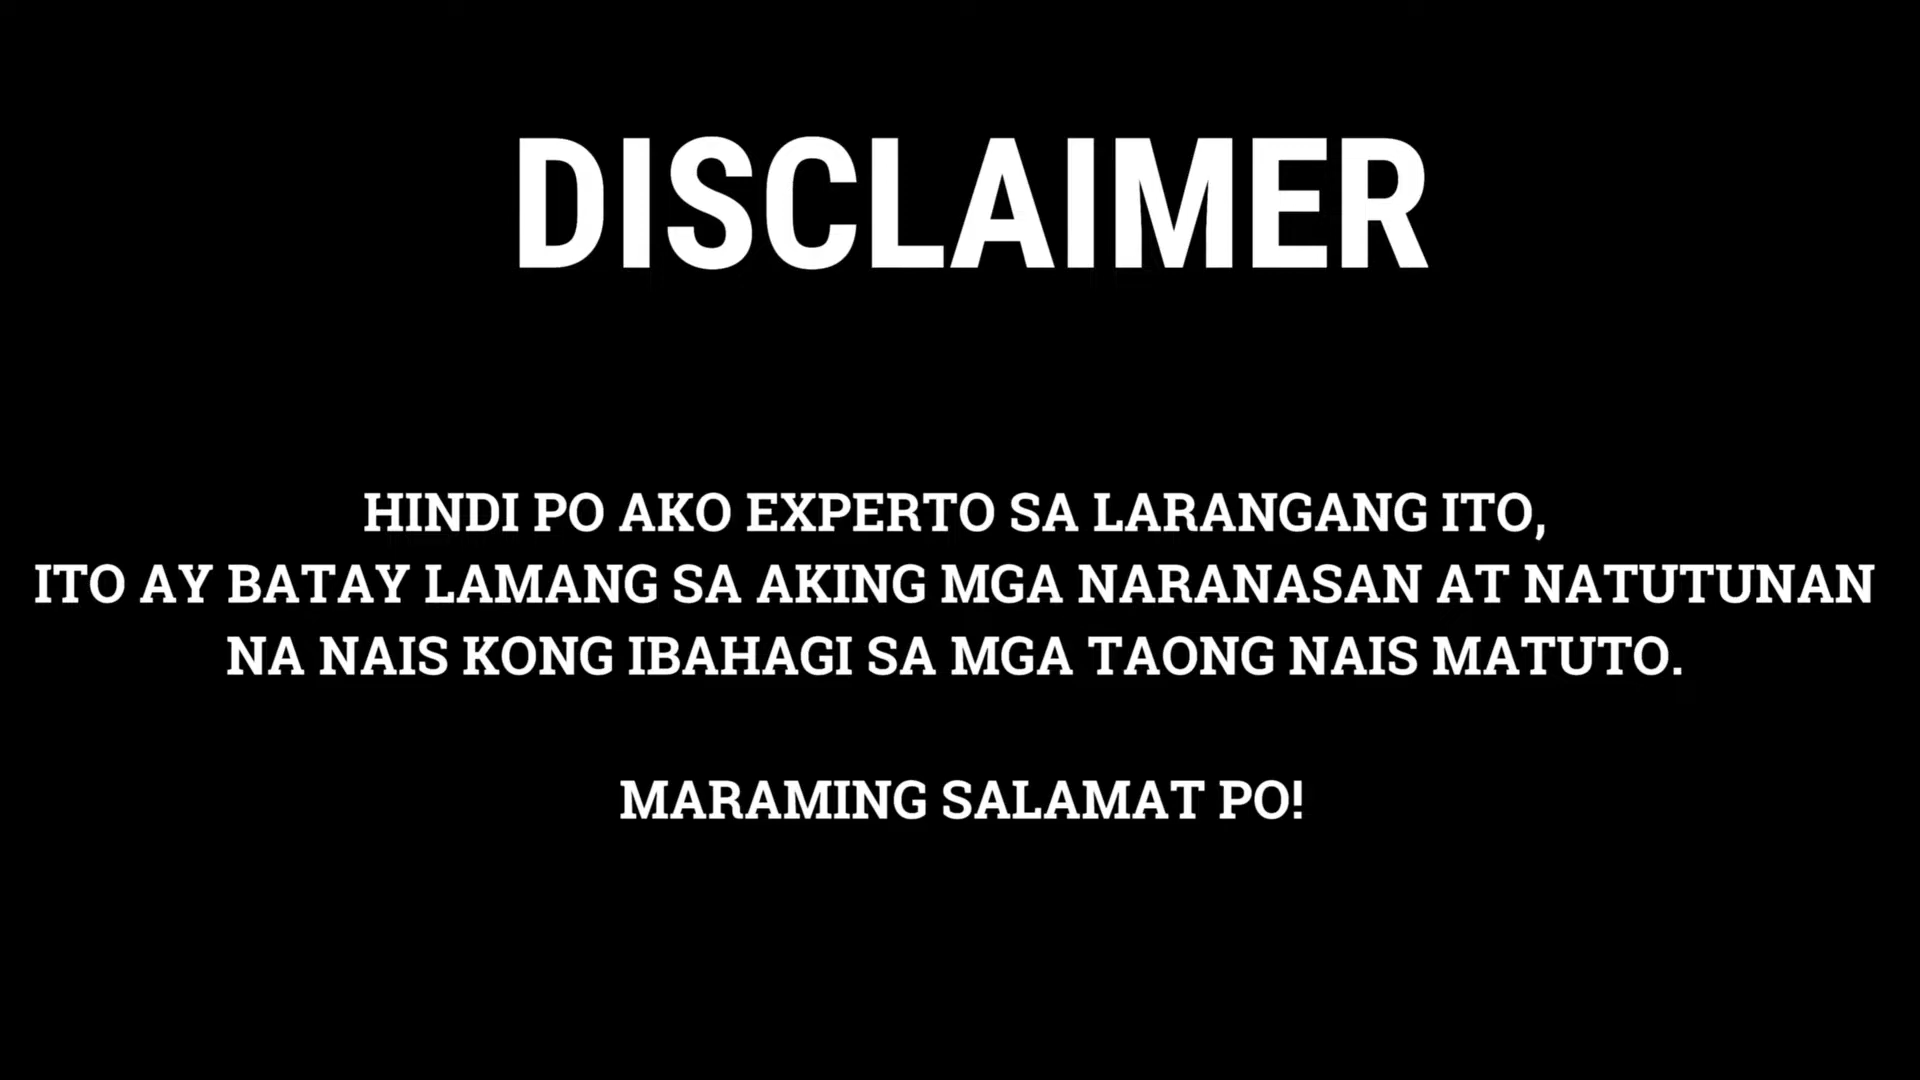 DISCLAIMER
HINDI PO AKO EXPERTO SA LARANGANG ITO,
ITO AY BATAY LAMANG SA AKING MGA NARANASAN AT NATUTUNAN
NA NAIS KONG IBAHAGI SA MGA TAONG NAIS MATUTO.
MARAMING SALAMAT PO!